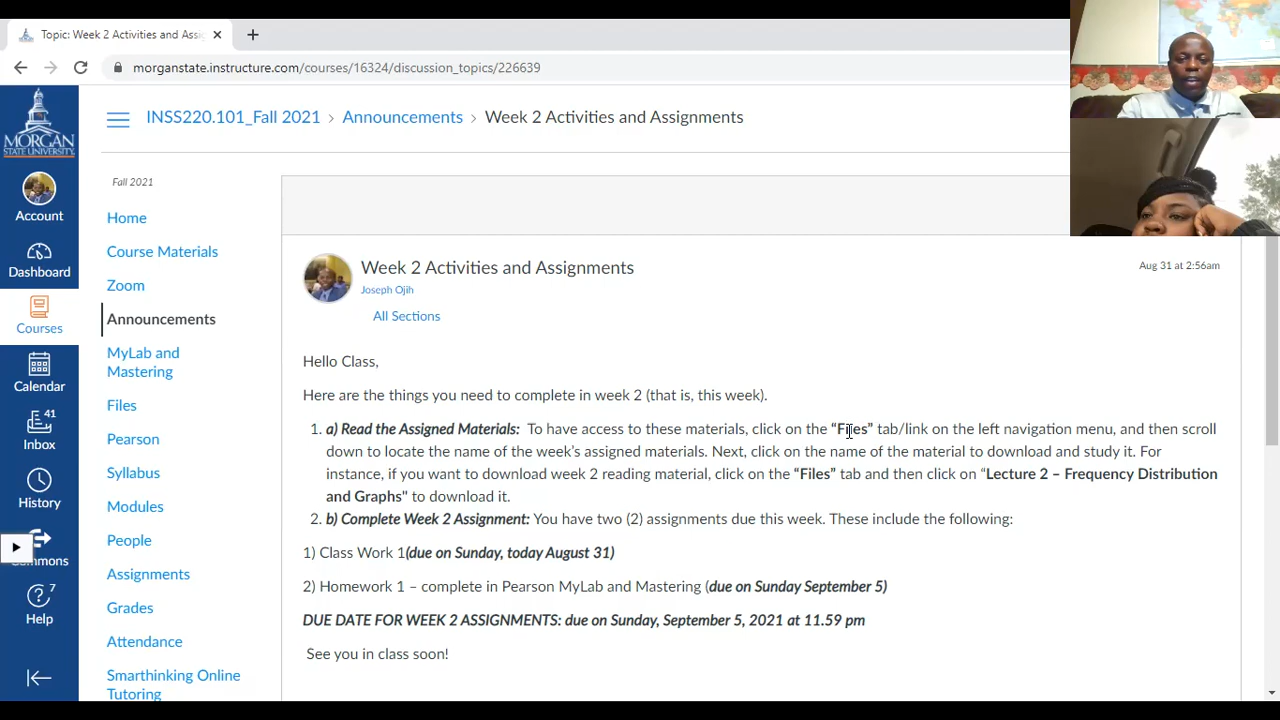 Topic: Week 2 Activities and Assig
morganstate.instructure.com/courses/16324/discussion_topics/226639
MORGAN
STATE UNIVERSITY
Account
Dashboard
Courses
Calendar
41
Inbox
History
Commons
7
Help
INSS220.101_Fall 2021 › Announcements › Week 2 Activities and Assignments
Fall 2021
Home
Course Materials
Zoom
Announcements
MyLab and
Mastering
Files
Pearson
Syllabus
Modules
People
Assignments
Grades
Attendance
Smarthinking Online
Tutoring
Week 2 Activities and Assignments
Aug 31 at 2:56am
Joseph Ojih
All Sections
Hello Class,
Here are the things you need to complete in week 2 (that is, this week).
1. a) Read the Assigned Materials: To have access to these materials, click on the “Files” tab/link on the left navigation menu, and then scroll
down to locate the name of the week’s assigned materials. Next, click on the name of the material to download and study it. For
instance, if you want to download week 2 reading material, click on the “Files” tab and then click on “Lecture 2 – Frequency Distribution
and Graphs" to download it.
2. b) Complete Week 2 Assignment: You have two (2) assignments due this week. These include the following:
1) Class Work 1(due on Sunday, today August 31)
2) Homework 1 – complete in Pearson MyLab and Mastering (due on Sunday September 5)
DUE DATE FOR WEEK 2 ASSIGNMENTS: due on Sunday, September 5, 2021 at 11.59 pm
See you in class soon!